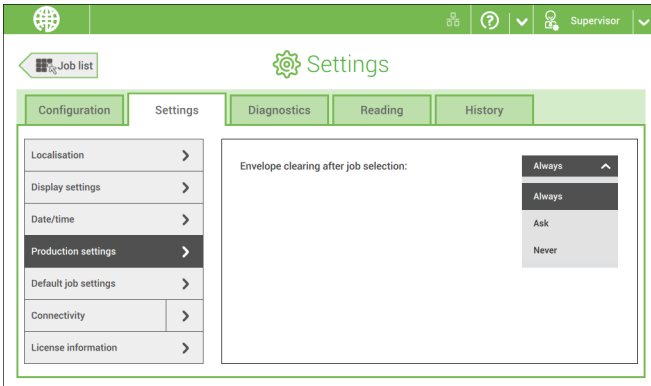 Supervisor
Job list
Settings
Configuration
Settings
Diagnostics
Reading
History
Localisation
Display settings
Date/time
Production settings
Default job settings
Connectivity
License information
Envelope clearing after job selection:
Always
Always
Ask
Never